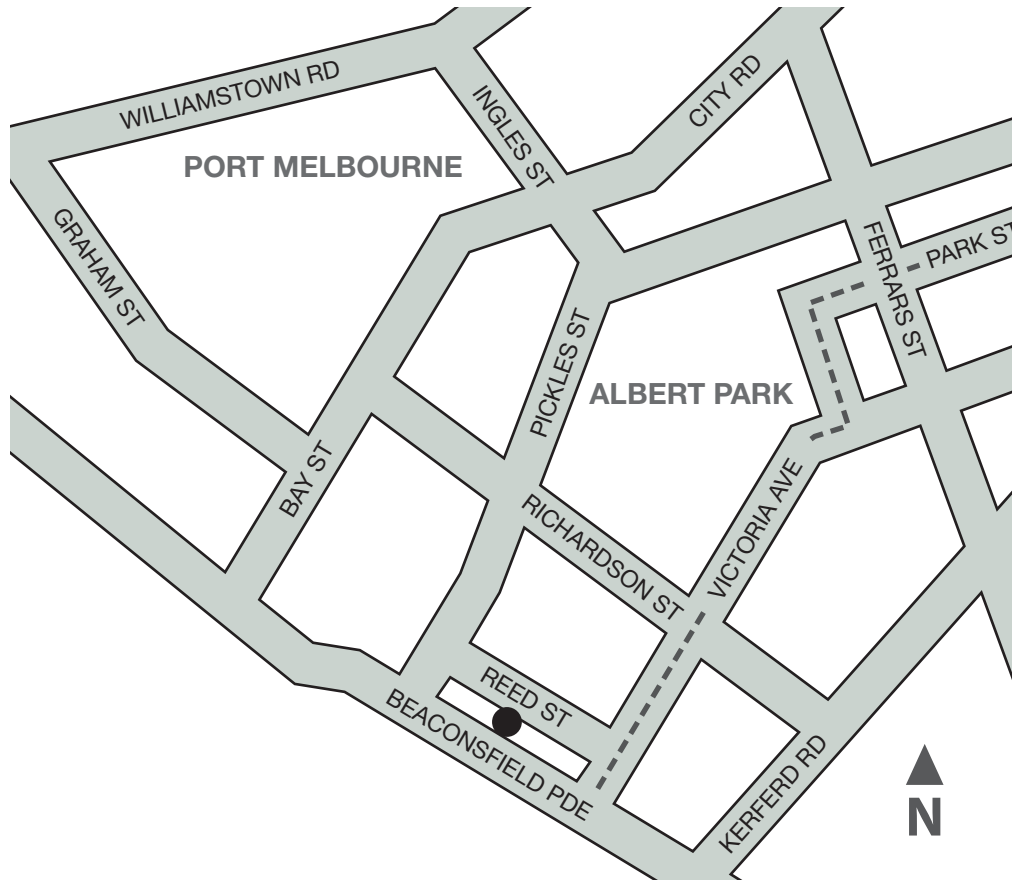 WILLIAMSTOWN RD
CITY RD
INGLES ST
PORT MELBOURNE
GRAHAM ST
FERRARS ST
PARK ST
PICKLES ST
ALBERT PARK
BAY ST
VICTORIA AVE
RICHARDSON ST
REED ST
BEACONSFIELD PDE
KERFERD RD
N